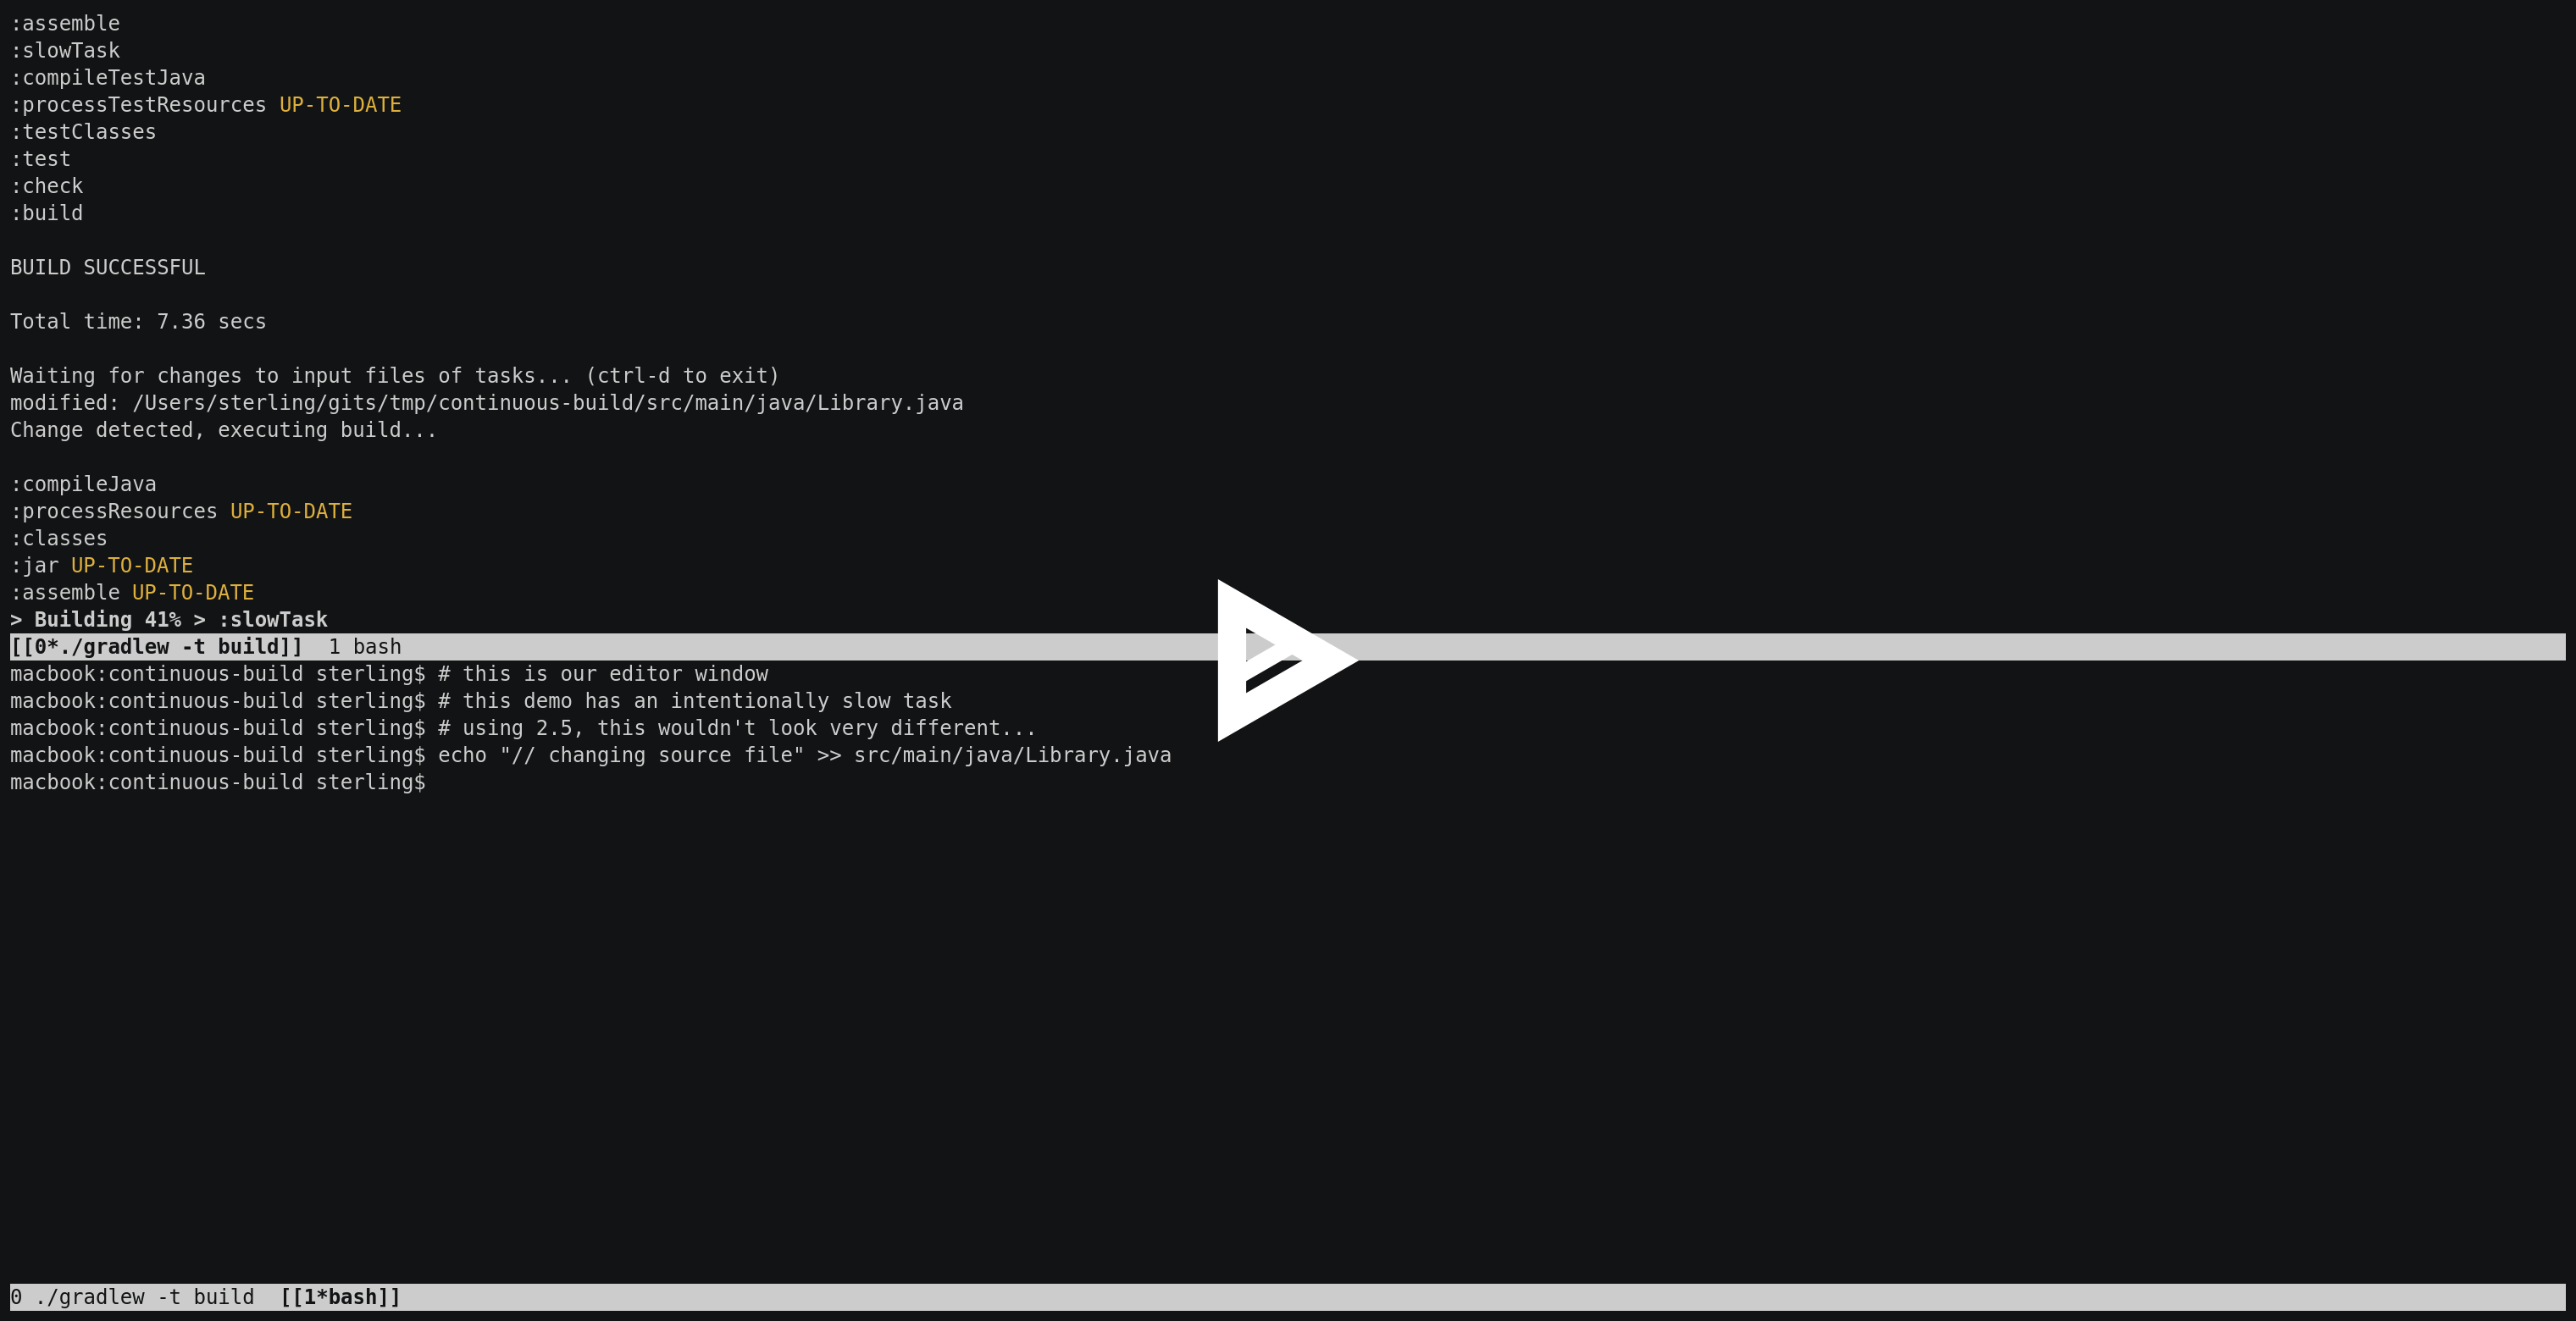 :assemble
:slowTask
:compileTestJava
:processTestResources UP-TO-DATE
:testClasses
:test
:check
:build
BUILD SUCCESSFUL
Total time: 7.36 secs
Waiting for changes to input files of tasks... (ctrl-d to exit)
modified: /Users/sterling/gits/tmp/continuous-build/src/main/java/Library.java
Change detected, executing build...
:compileJava
:processResources UP-TO-DATE
:classes
:jar UP-TO-DATE
:assemble UP-TO-DATE
> Building 41% > :slowTask
[[0*./gradlew -t build]]  1 bash
macbook:continuous-build sterling$ # this is our editor window
macbook:continuous-build sterling$ # this demo has an intentionally slow task
macbook:continuous-build sterling$ # using 2.5, this wouldn't look very different...
macbook:continuous-build sterling$ echo "// changing source file" >> src/main/java/Library.java
macbook:continuous-build sterling$
0 ./gradlew -t build  [[1*bash]]